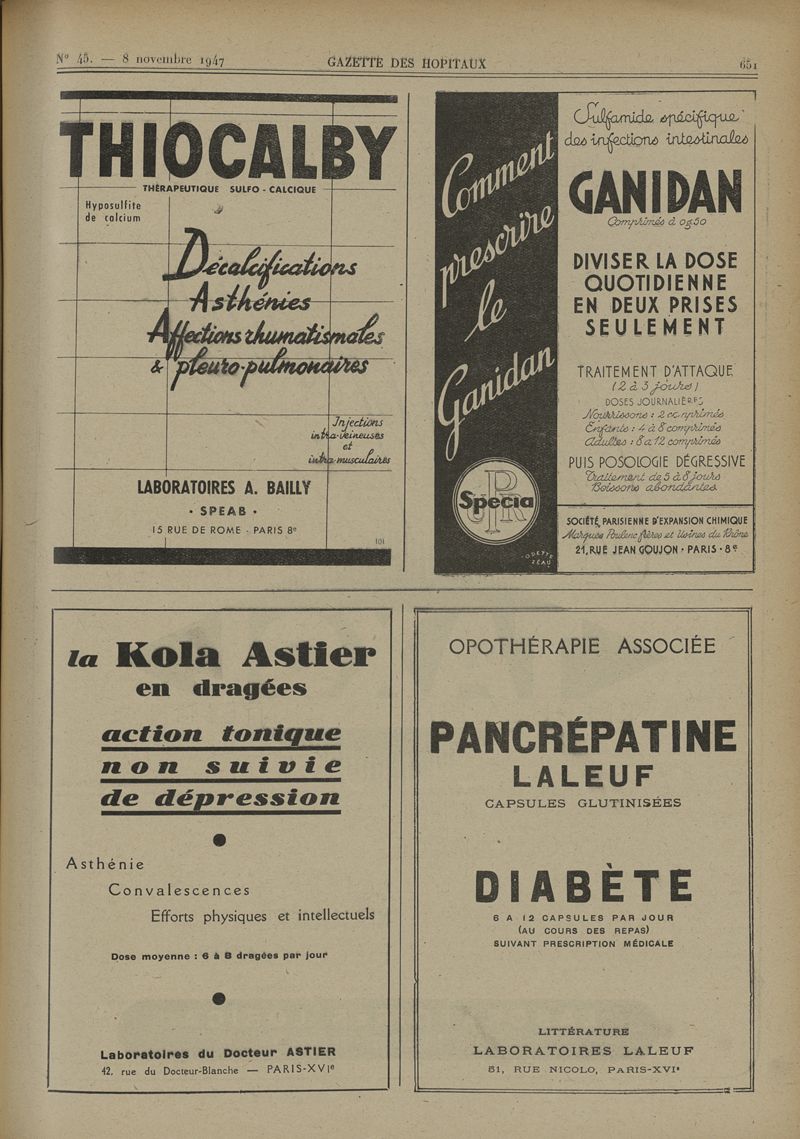 N° 45. — 8 novembre 1947
GAZETTE DES HOPITAUX
651
THIOCALBY
THÉRAPEUTIQUE SULFO-CALCIQUE
Hyposulfite
de calcium
Décalcifications
Asthénies
Affections rhumatismales
& pleuro-pulmonaires
Injections
intra-veineuses
et
intra-musculaires
LABORATOIRES A. BAILLY
• SPEAB •
15 RUE DE ROME - PARIS 8e
101
Comment
prescrire
le
Ganidan
Specia
ODETTE
Sulfamide spécifique
des infections intestinales
GANIDAN
Comprimés à 0g50
DIVISER LA DOSE
QUOTIDIENNE
EN DEUX PRISES
SEULEMENT
TRAITEMENT D'ATTAQUE
(2 à 3 jours)
DOSES JOURNALIÈRES
Nourrissons : 2 comprimés
Enfants : 4 à 8 comprimés
Adultes : 8 à 12 comprimés
PUIS POSOLOGIE DÉGRESSIVE
Traitement de 5 à 8 jours
Boissons abondantes
SOCIÉTÉ PARISIENNE D'EXPANSION CHIMIQUE
Marques Poulenc frères et Usines du Rhône
21, RUE JEAN GOUJON • PARIS • 8e
la Kola Astier
en dragées
action tonique
non suivie
de dépression
Asthénie
Convalescences
Efforts physiques et intellectuels
Dose moyenne : 6 à 8 dragées par jour
Laboratoires du Docteur ASTIER
42, rue du Docteur-Blanche — PARIS-XVIe
OPOTHÉRAPIE ASSOCIÉE
PANCRÉPATINE
LALEUF
CAPSULES GLUTINISÉES
DIABÈTE
6 A 12 CAPSULES PAR JOUR
(AU COURS DES REPAS)
SUIVANT PRESCRIPTION MÉDICALE
LITTÉRATURE
LABORATOIRES LALEUF
51, RUE NICOLO, PARIS-XVIe